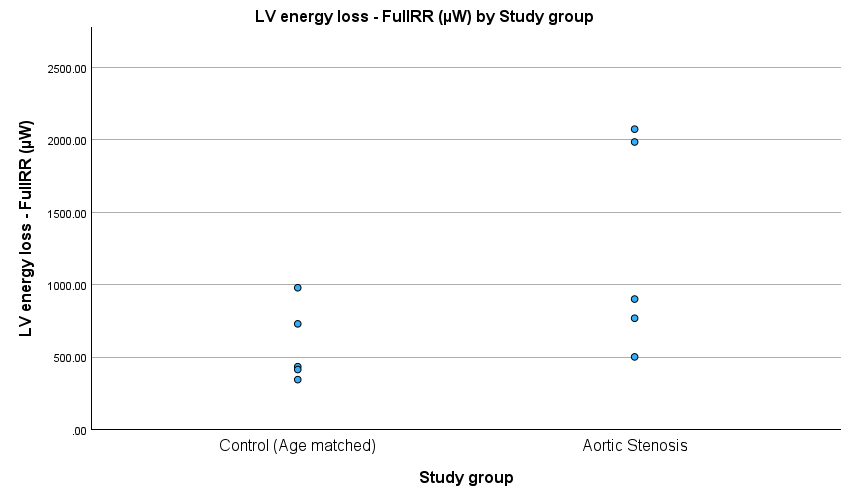 LV energy loss - FullRR (µW) by Study group
LV energy loss - FullRR (µW)
2500.00
2000.00
1500.00
1000.00
500.00
.00
Control (Age matched)
Aortic Stenosis
Study group